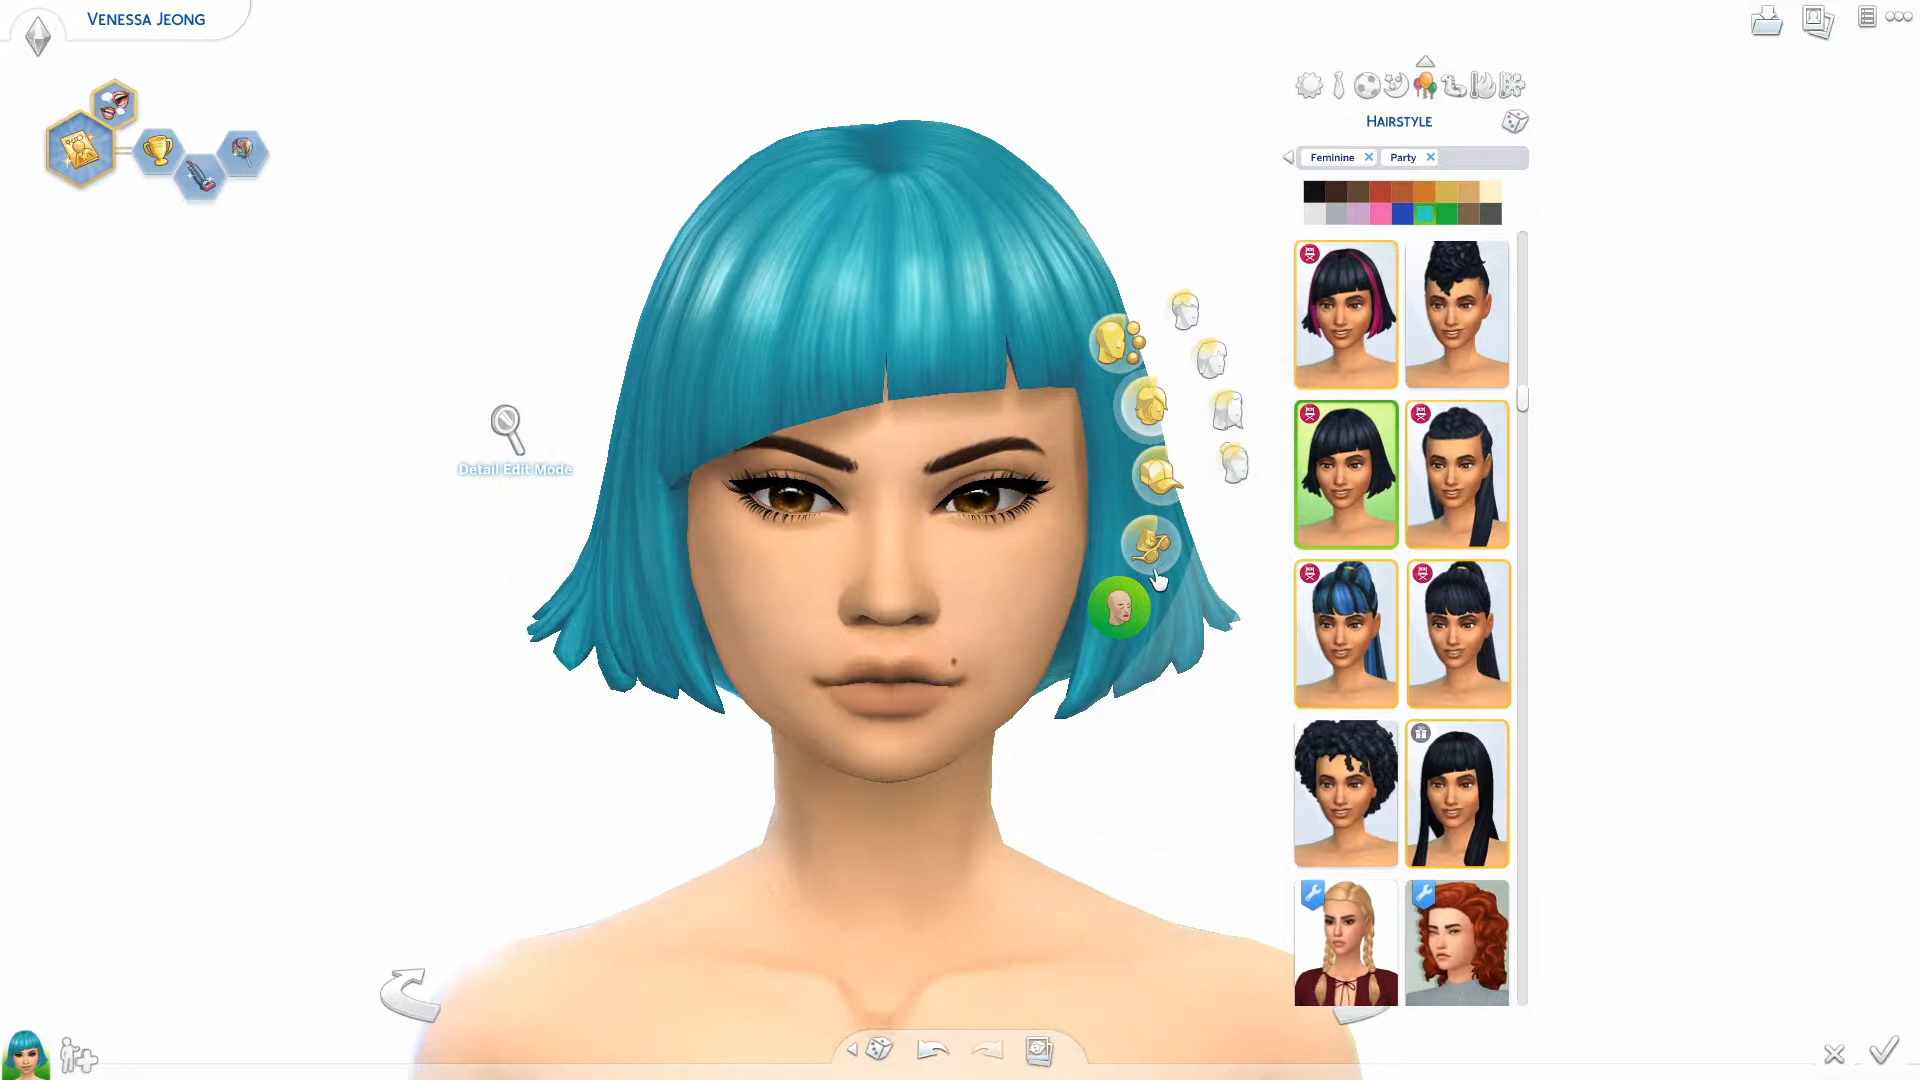 VENESSA JEONG
HAIRSTYLE
Feminine
Party
Detail Edit Mode